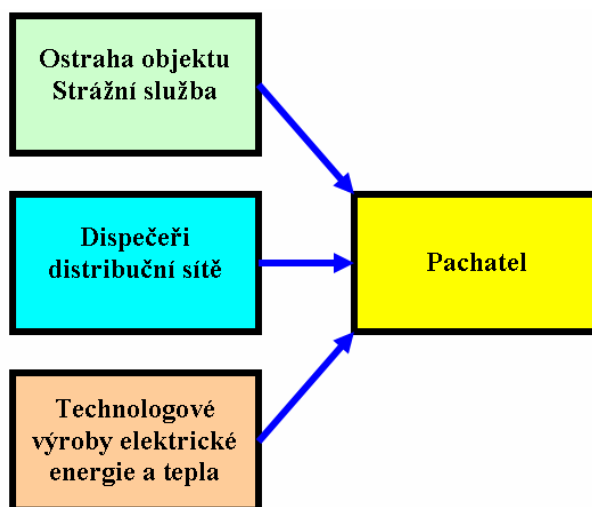 Ostraha objektu
Strážní služba
Dispečeři
distribuční sítě
Pachatel
Technologové
výroby elektrické
energie a tepla